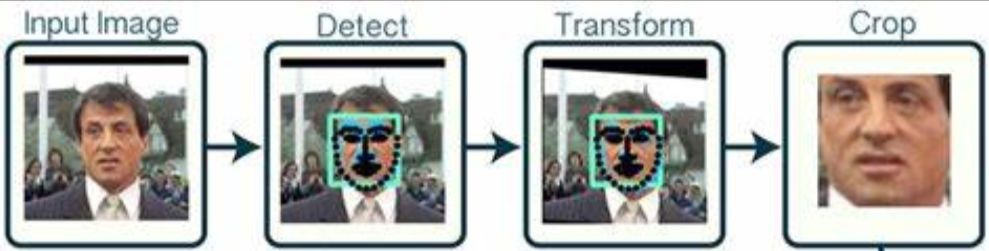 Input Image
Detect
Transform
Crop